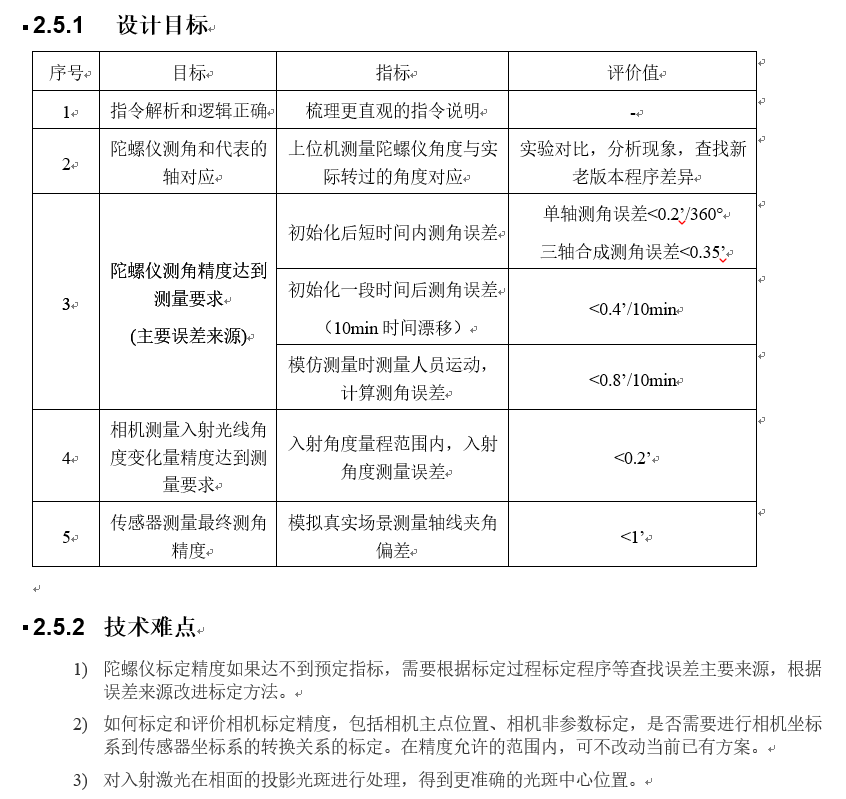 2.5.1 设计目标
序号 目标 指标 评价值
1 指令解析和逻辑正确 梳理更直观的指令说明 -
2 陀螺仪测角和代表的 轴对应 上位机测量陀螺仪角度与实 际转过的角度对应 实验对比，分析现象，查找新 老版本程序差异
3
陀螺仪测角精度达到
测量要求
(主要误差来源)
初始化后短时间内测角误差
单轴测角误差<0.2’/360°
三轴合成测角误差<0.35’
初始化一段时间后测角误差
（10min 时间漂移）
<0.4’/10min
模仿测量时测量人员运动，
计算测角误差
<0.8’/10min
4
相机测量入射光线角
度变化量精度达到测
量要求
入射角度量程范围内，入射
角度测量误差
<0.2’
5
传感器测量最终测角
精度
模拟真实场景测量轴线夹角
偏差
<1’
2.5.2 技术难点
1) 陀螺仪标定精度如果达不到预定指标，需要根据标定过程标定程序等查找误差主要来源，根据
误差来源改进标定方法。
2) 如何标定和评价相机标定精度，包括相机主点位置、相机非参数标定，是否需要进行相机坐标
系到传感器坐标系的转换关系的标定。在精度允许的范围内，可不改动当前已有方案。
3) 对入射激光在相面的投影光斑进行处理，得到更准确的光斑中心位置。